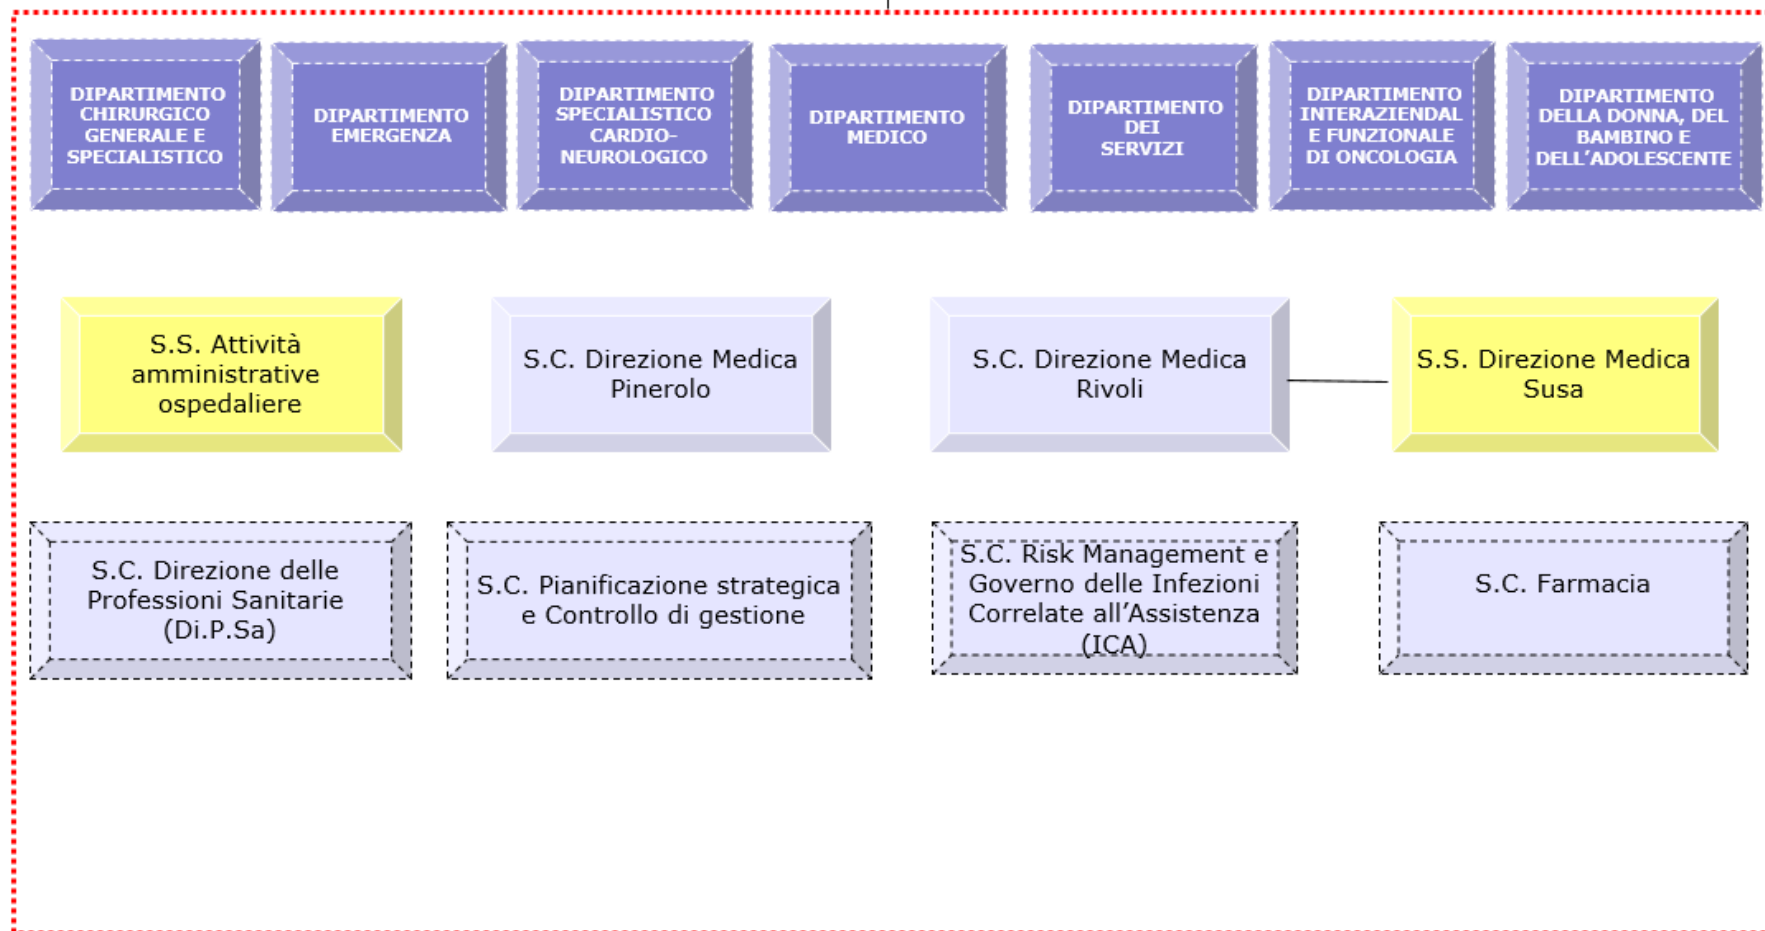 DIPARTIMENTO
CHIRURGICO
GENERALE E
SPECIALISTICO
DIPARTIMENTO
EMERGENZA
DIPARTIMENTO
SPECIALISTICO
CARDIO-
NEUROLOGICO
DIPARTIMENTO
MEDICO
DIPARTIMENTO
DEI
SERVIZI
DIPARTIMENTO
INTERAZIENDAL
E FUNZIONALE
DI ONCOLOGIA
DIPARTIMENTO
DELLA DONNA, DEL
BAMBINO E
DELL’ADOLESCENTE
S.S. Attività
amministrative
ospedaliere
S.C. Direzione Medica
Pinerolo
S.C. Direzione Medica
Rivoli
S.S. Direzione Medica
Susa
S.C. Direzione delle
Professioni Sanitarie
(Di.P.Sa)
S.C. Pianificazione strategica
e Controllo di gestione
S.C. Risk Management e
Governo delle Infezioni
Correlate all’Assistenza
(ICA)
S.C. Farmacia